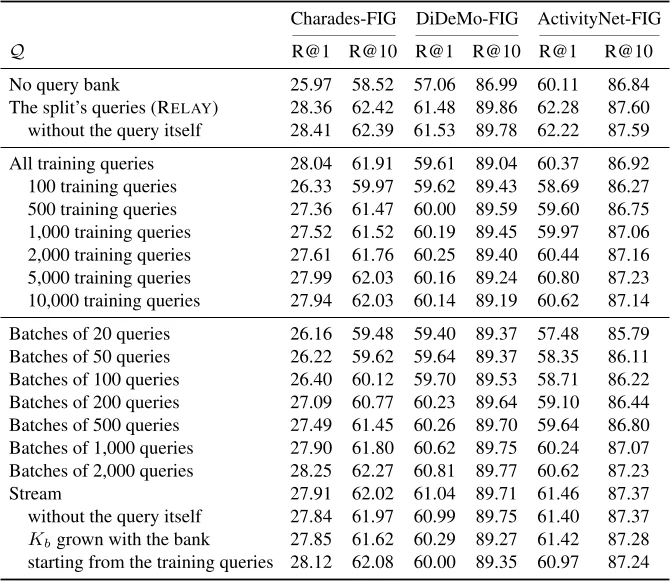 Charades-FIG DiDeMo-FIG ActivityNet-FIG
𝒬 R@1 R@10 R@1 R@10 R@1 R@10
No query bank 25.97 58.52 57.06 86.99 60.11 86.84
The split's queries (RELAY) 28.36 62.42 61.48 89.86 62.28 87.60
without the query itself 28.41 62.39 61.53 89.78 62.22 87.59
All training queries 28.04 61.91 59.61 89.04 60.37 86.92
100 training queries 26.33 59.97 59.62 89.43 58.69 86.27
500 training queries 27.36 61.47 60.00 89.59 59.60 86.75
1,000 training queries 27.52 61.52 60.19 89.45 59.97 87.06
2,000 training queries 27.61 61.76 60.25 89.40 60.44 87.16
5,000 training queries 27.99 62.03 60.16 89.24 60.80 87.23
10,000 training queries 27.94 62.03 60.14 89.19 60.62 87.14
Batches of 20 queries 26.16 59.48 59.40 89.37 57.48 85.79
Batches of 50 queries 26.22 59.62 59.64 89.37 58.35 86.11
Batches of 100 queries 26.40 60.12 59.70 89.53 58.71 86.22
Batches of 200 queries 27.09 60.77 60.23 89.64 59.10 86.44
Batches of 500 queries 27.49 61.45 60.26 89.70 59.64 86.80
Batches of 1,000 queries 27.90 61.80 60.62 89.75 60.24 87.07
Batches of 2,000 queries 28.25 62.27 60.81 89.77 60.62 87.23
Stream 27.91 62.02 61.04 89.71 61.46 87.37
without the query itself 27.84 61.97 60.99 89.75 61.40 87.37
K_b grown with the bank 27.85 61.62 60.29 89.27 61.42 87.28
starting from the training queries 28.12 62.08 60.00 89.35 60.97 87.24